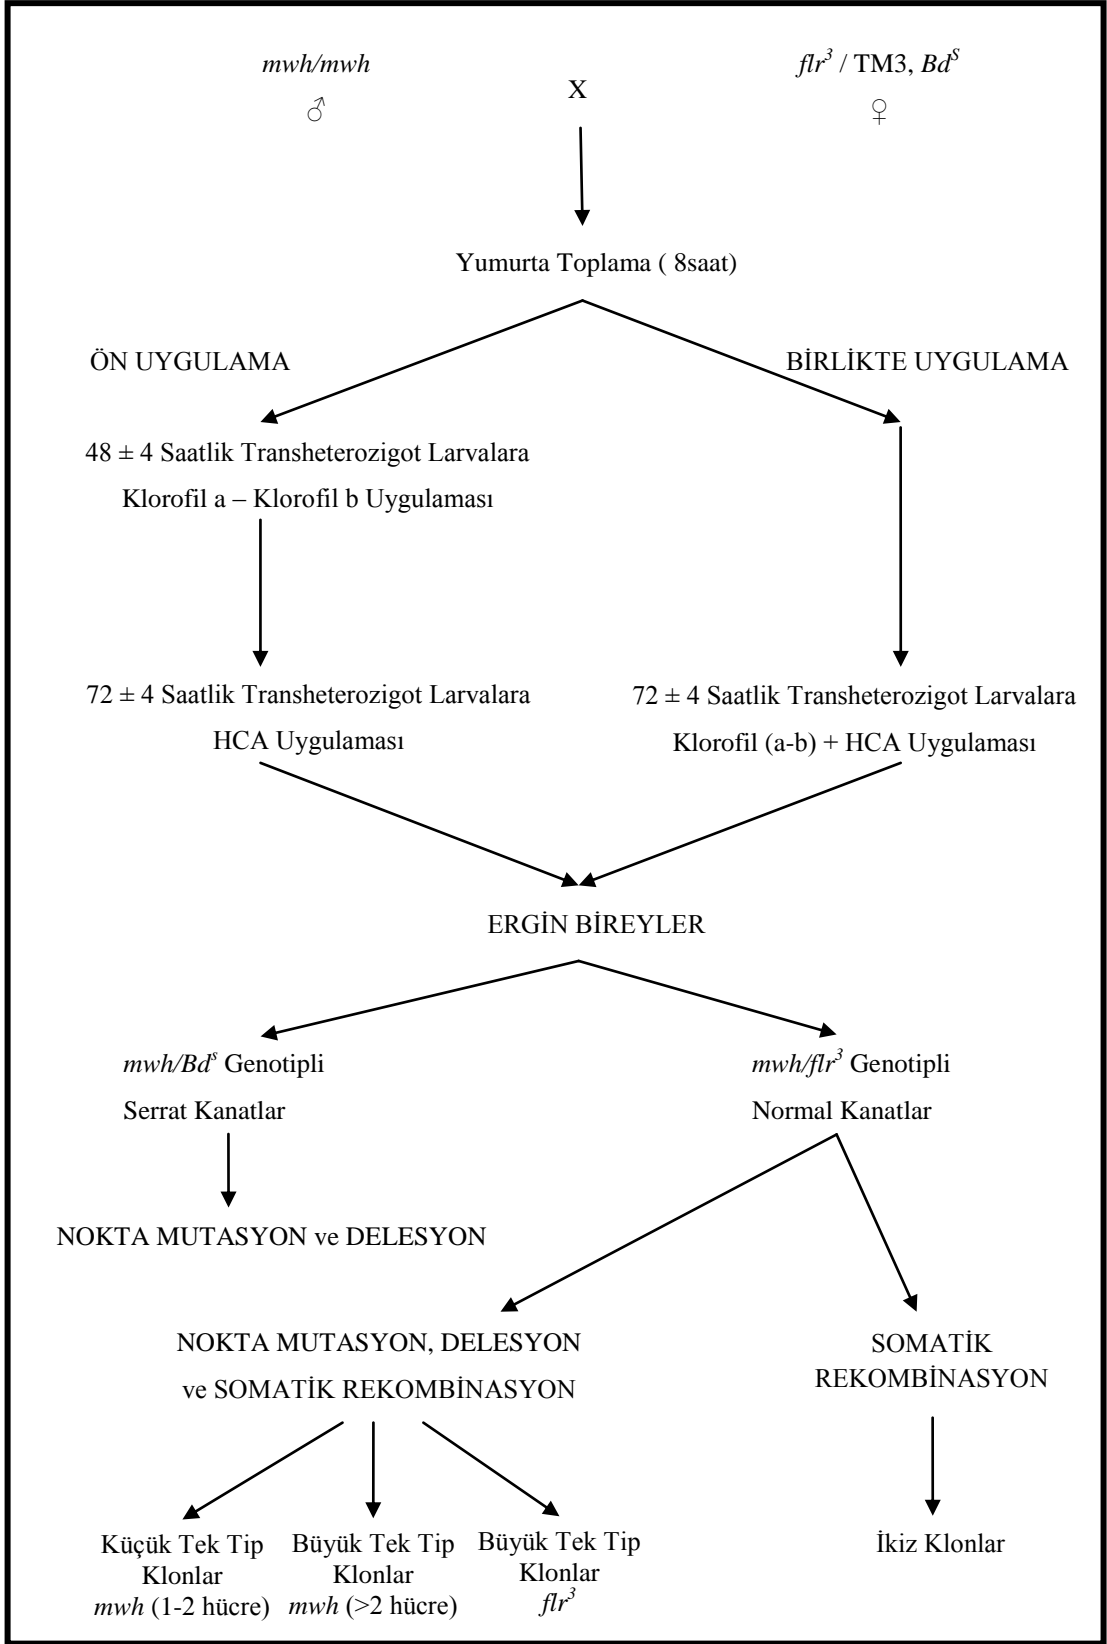 mwh/mwh
flr³ / TM3, Bdˢ
X
♂
♀
Yumurta Toplama ( 8saat)
ÖN UYGULAMA
BİRLİKTE UYGULAMA
48 ± 4 Saatlik Transheterozigot Larvalara
Klorofil a – Klorofil b Uygulaması
72 ± 4 Saatlik Transheterozigot Larvalara
HCA Uygulaması
72 ± 4 Saatlik Transheterozigot Larvalara
Klorofil (a-b) + HCA Uygulaması
ERGİN BİREYLER
mwh/Bdˢ Genotipli
Serrat Kanatlar
mwh/flr³ Genotipli
Normal Kanatlar
NOKTA MUTASYON ve DELESYON
NOKTA MUTASYON, DELESYON
ve SOMATİK REKOMBİNASYON
SOMATİK
REKOMBİNASYON
Küçük Tek Tip
Klonlar
mwh (1-2 hücre)
Büyük Tek Tip
Klonlar
mwh (>2 hücre)
Büyük Tek Tip
Klonlar
flr³
İkiz Klonlar